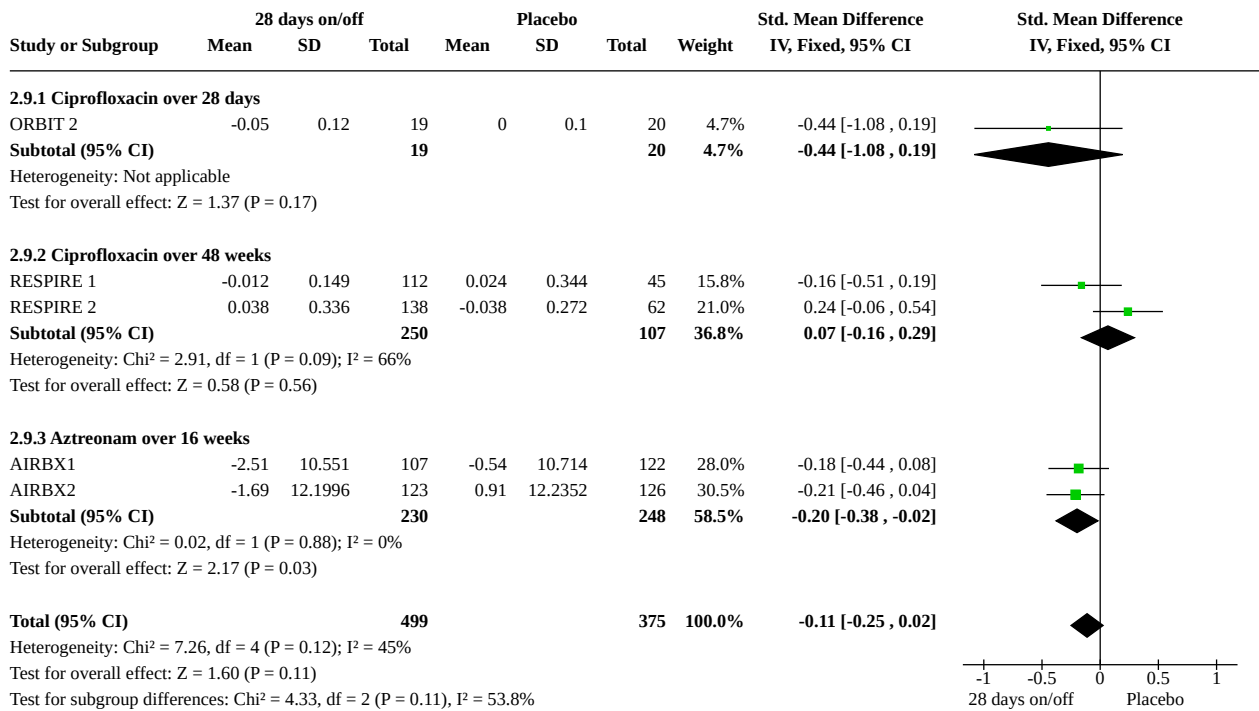 28 days on/off Placebo Std. Mean Difference Std. Mean Difference
Study or Subgroup Mean SD Total Mean SD Total Weight IV, Fixed, 95% CI IV, Fixed, 95% CI
2.9.1 Ciprofloxacin over 28 days
ORBIT 2 -0.05 0.12 19 0 0.1 20 4.7% -0.44 [-1.08 , 0.19]
Subtotal (95% CI) 19 20 4.7% -0.44 [-1.08 , 0.19]
Heterogeneity: Not applicable
Test for overall effect: Z = 1.37 (P = 0.17)
2.9.2 Ciprofloxacin over 48 weeks
RESPIRE 1 -0.012 0.149 112 0.024 0.344 45 15.8% -0.16 [-0.51 , 0.19]
RESPIRE 2 0.038 0.336 138 -0.038 0.272 62 21.0% 0.24 [-0.06 , 0.54]
Subtotal (95% CI) 250 107 36.8% 0.07 [-0.16 , 0.29]
Heterogeneity: Chi² = 2.91, df = 1 (P = 0.09); I² = 66%
Test for overall effect: Z = 0.58 (P = 0.56)
2.9.3 Aztreonam over 16 weeks
AIRBX1 -2.51 10.551 107 -0.54 10.714 122 28.0% -0.18 [-0.44 , 0.08]
AIRBX2 -1.69 12.1996 123 0.91 12.2352 126 30.5% -0.21 [-0.46 , 0.04]
Subtotal (95% CI) 230 248 58.5% -0.20 [-0.38 , -0.02]
Heterogeneity: Chi² = 0.02, df = 1 (P = 0.88); I² = 0%
Test for overall effect: Z = 2.17 (P = 0.03)
Total (95% CI) 499 375 100.0% -0.11 [-0.25 , 0.02]
Heterogeneity: Chi² = 7.26, df = 4 (P = 0.12); I² = 45%
Test for overall effect: Z = 1.60 (P = 0.11)
-1 -0.5 0 0.5 1
Test for subgroup differences: Chi² = 4.33, df = 2 (P = 0.11), I² = 53.8% 28 days on/off Placebo